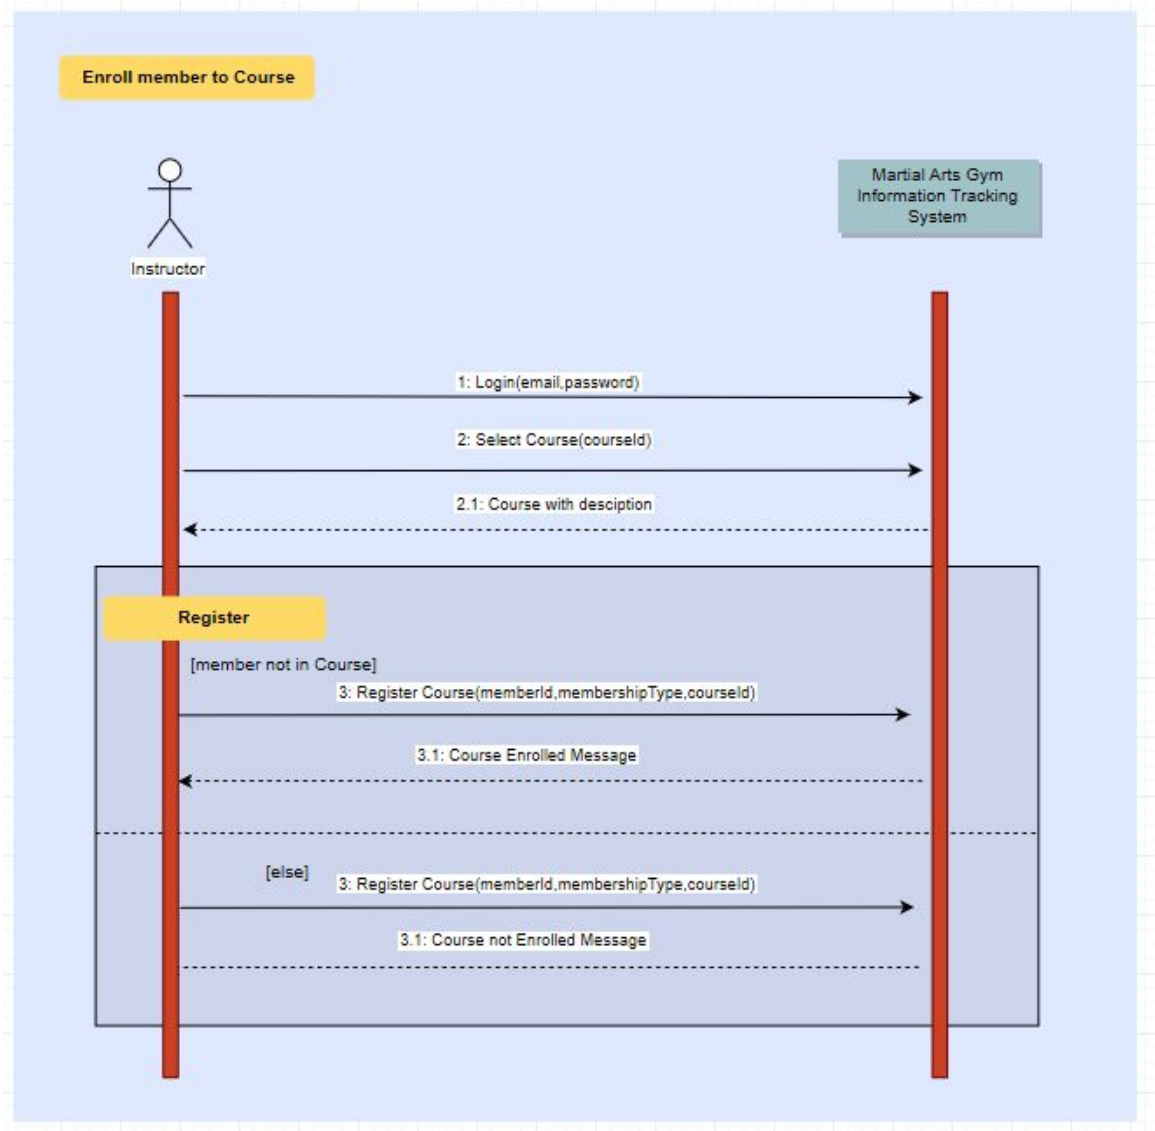 Enroll member to Course
Martial Arts Gym
Information Tracking
System
Instructor
1: Login(email,password)
2: Select Course(courseId)
2.1: Course with desciption
Register
[member not in Course]
3: Register Course(memberId,membershipType,courseId)
3.1: Course Enrolled Message
[else]
3: Register Course(memberId,membershipType,courseId)
3.1: Course not Enrolled Message